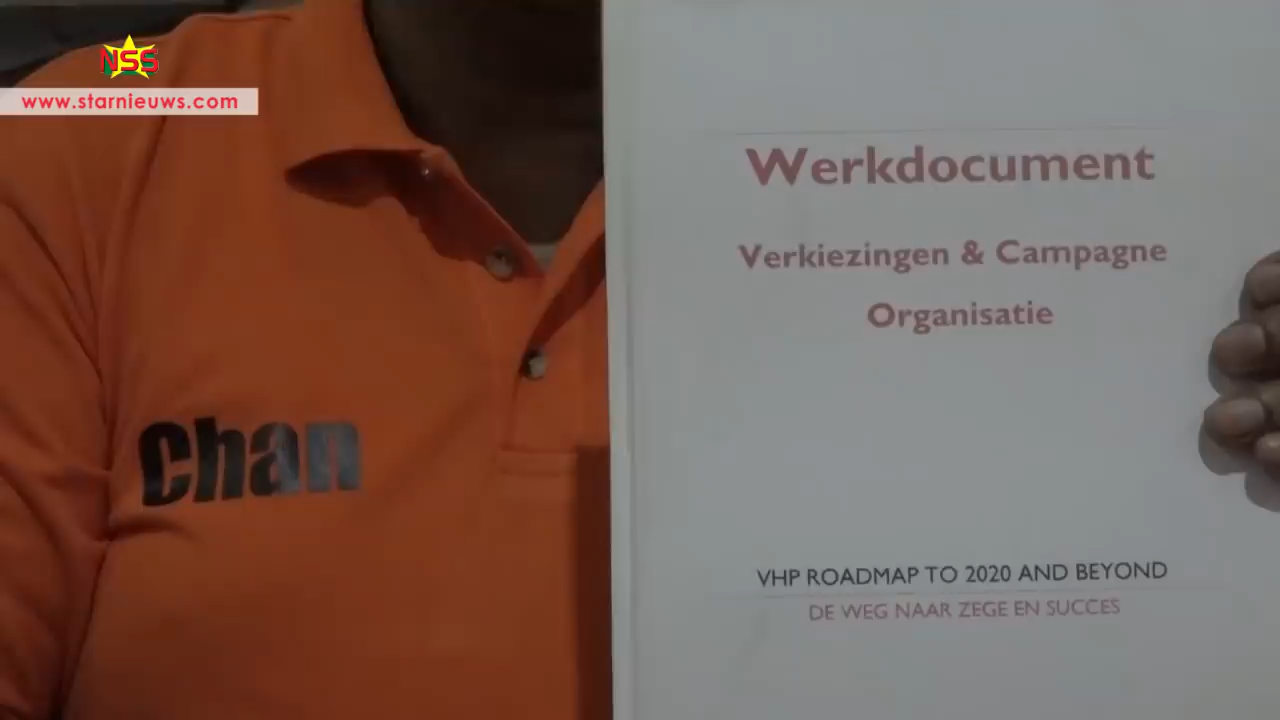 NSS
www.starnieuws.com
Chan
Werkdocument
Verkiezingen & Campagne
Organisatie
VHP ROADMAP TO 2020 AND BEYOND
DE WEG NAAR ZEGE EN SUCCES